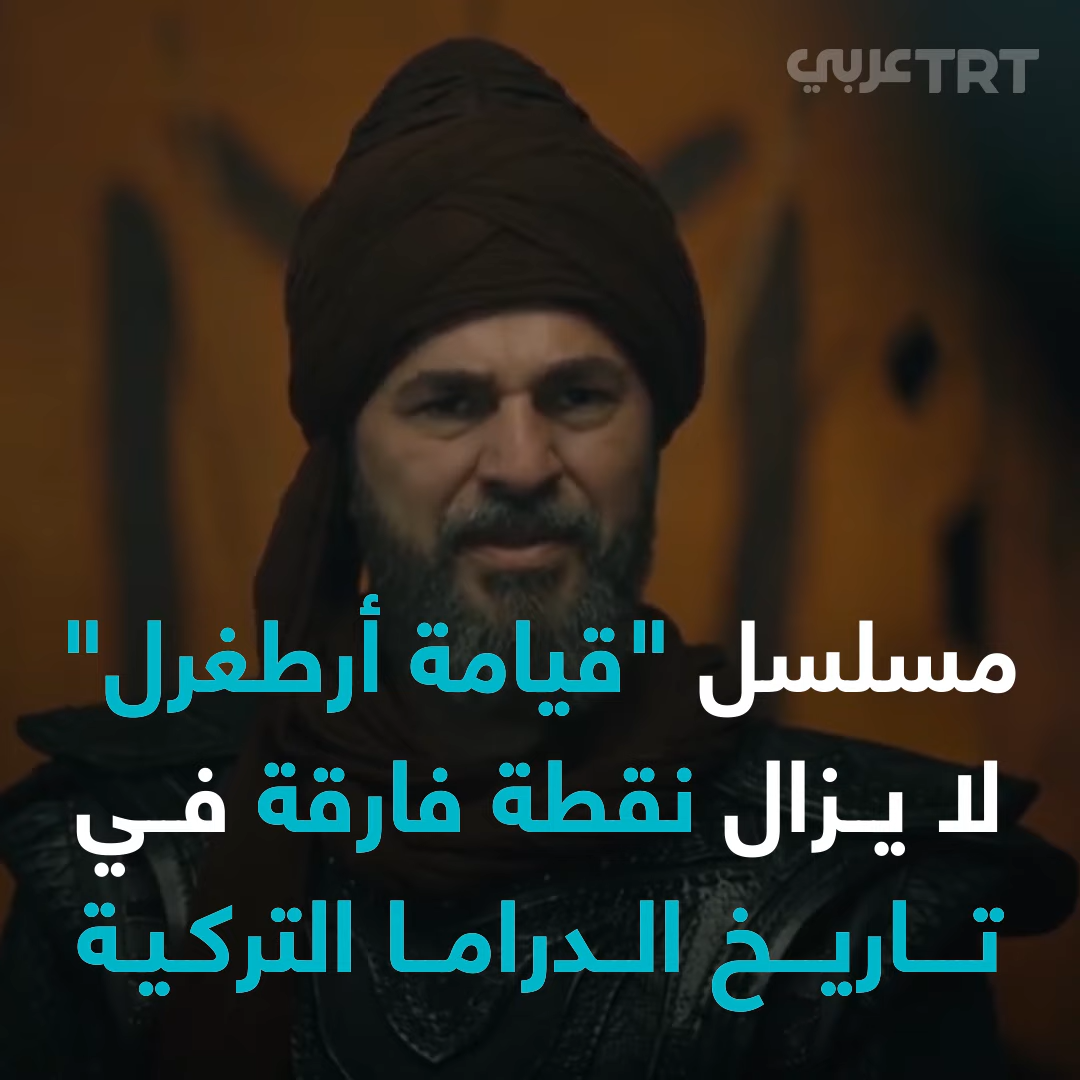 TRT عربي
مسلسل "قيامة أرطغرل"
لا يزال نقطة فارقة في
تاريخ الدراما التركية